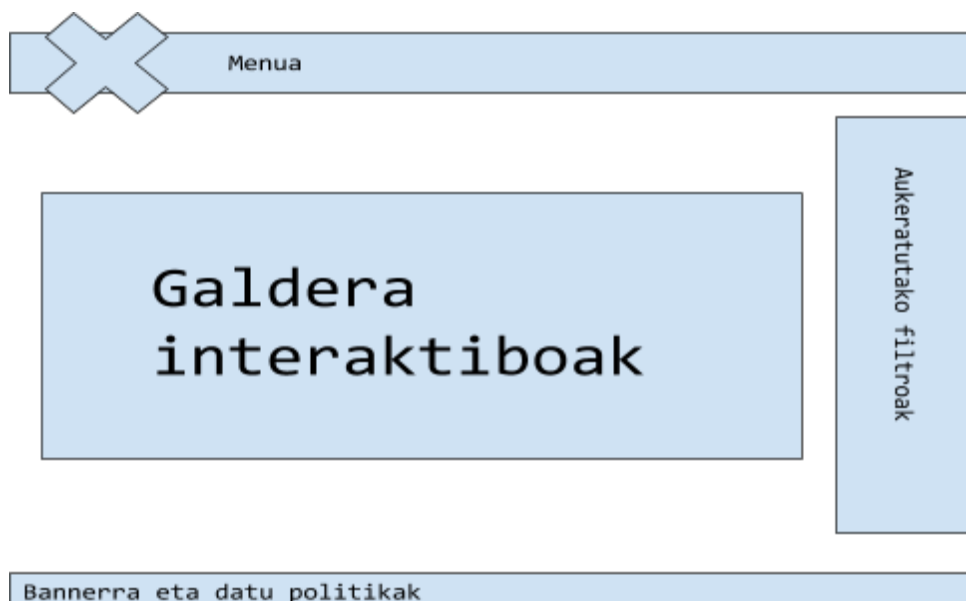 Menua
Galdera
interaktiboak
Aukeratutako filtroak
Bannerra eta datu politikak